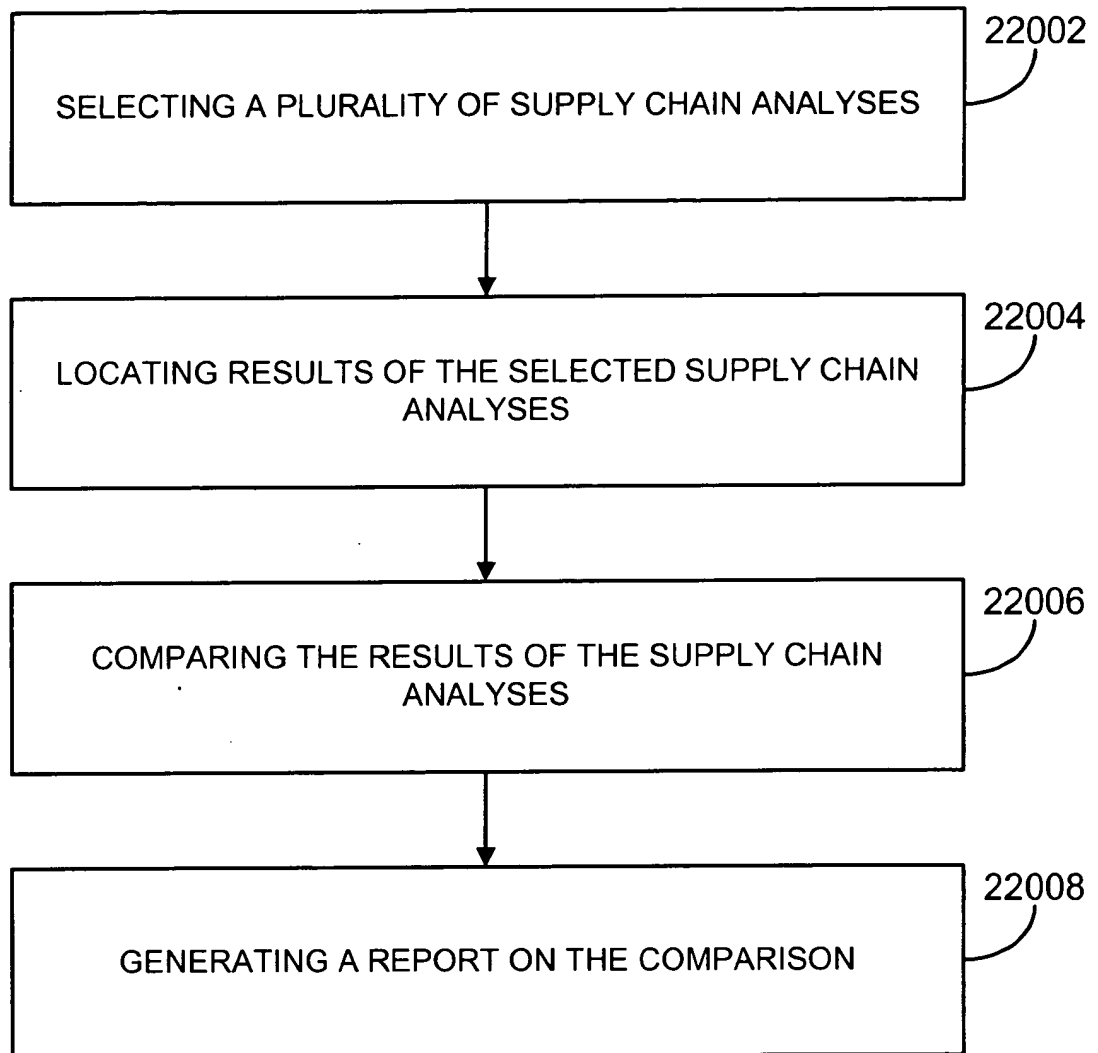 22002
SELECTING A PLURALITY OF SUPPLY CHAIN ANALYSES
22004
LOCATING RESULTS OF THE SELECTED SUPPLY CHAIN
ANALYSES
22006
COMPARING THE RESULTS OF THE SUPPLY CHAIN
ANALYSES
22008
GENERATING A REPORT ON THE COMPARISON